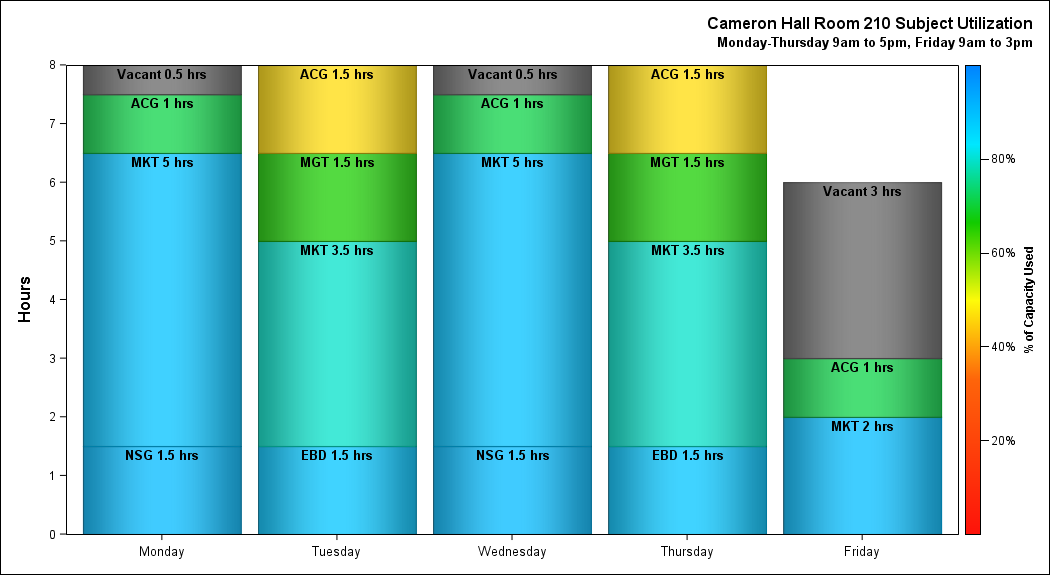 Cameron Hall Room 210 Subject Utilization
Monday-Thursday 9am to 5pm, Friday 9am to 3pm
Hours
8
7
6
5
4
3
2
1
0
Vacant 0.5 hrs
ACG 1 hrs
MKT 5 hrs
NSG 1.5 hrs
Monday
ACG 1.5 hrs
MGT 1.5 hrs
MKT 3.5 hrs
EBD 1.5 hrs
Tuesday
Vacant 0.5 hrs
ACG 1 hrs
MKT 5 hrs
NSG 1.5 hrs
Wednesday
ACG 1.5 hrs
MGT 1.5 hrs
MKT 3.5 hrs
EBD 1.5 hrs
Thursday
Vacant 3 hrs
ACG 1 hrs
MKT 2 hrs
Friday
80%
60%
40%
20%
% of Capacity Used